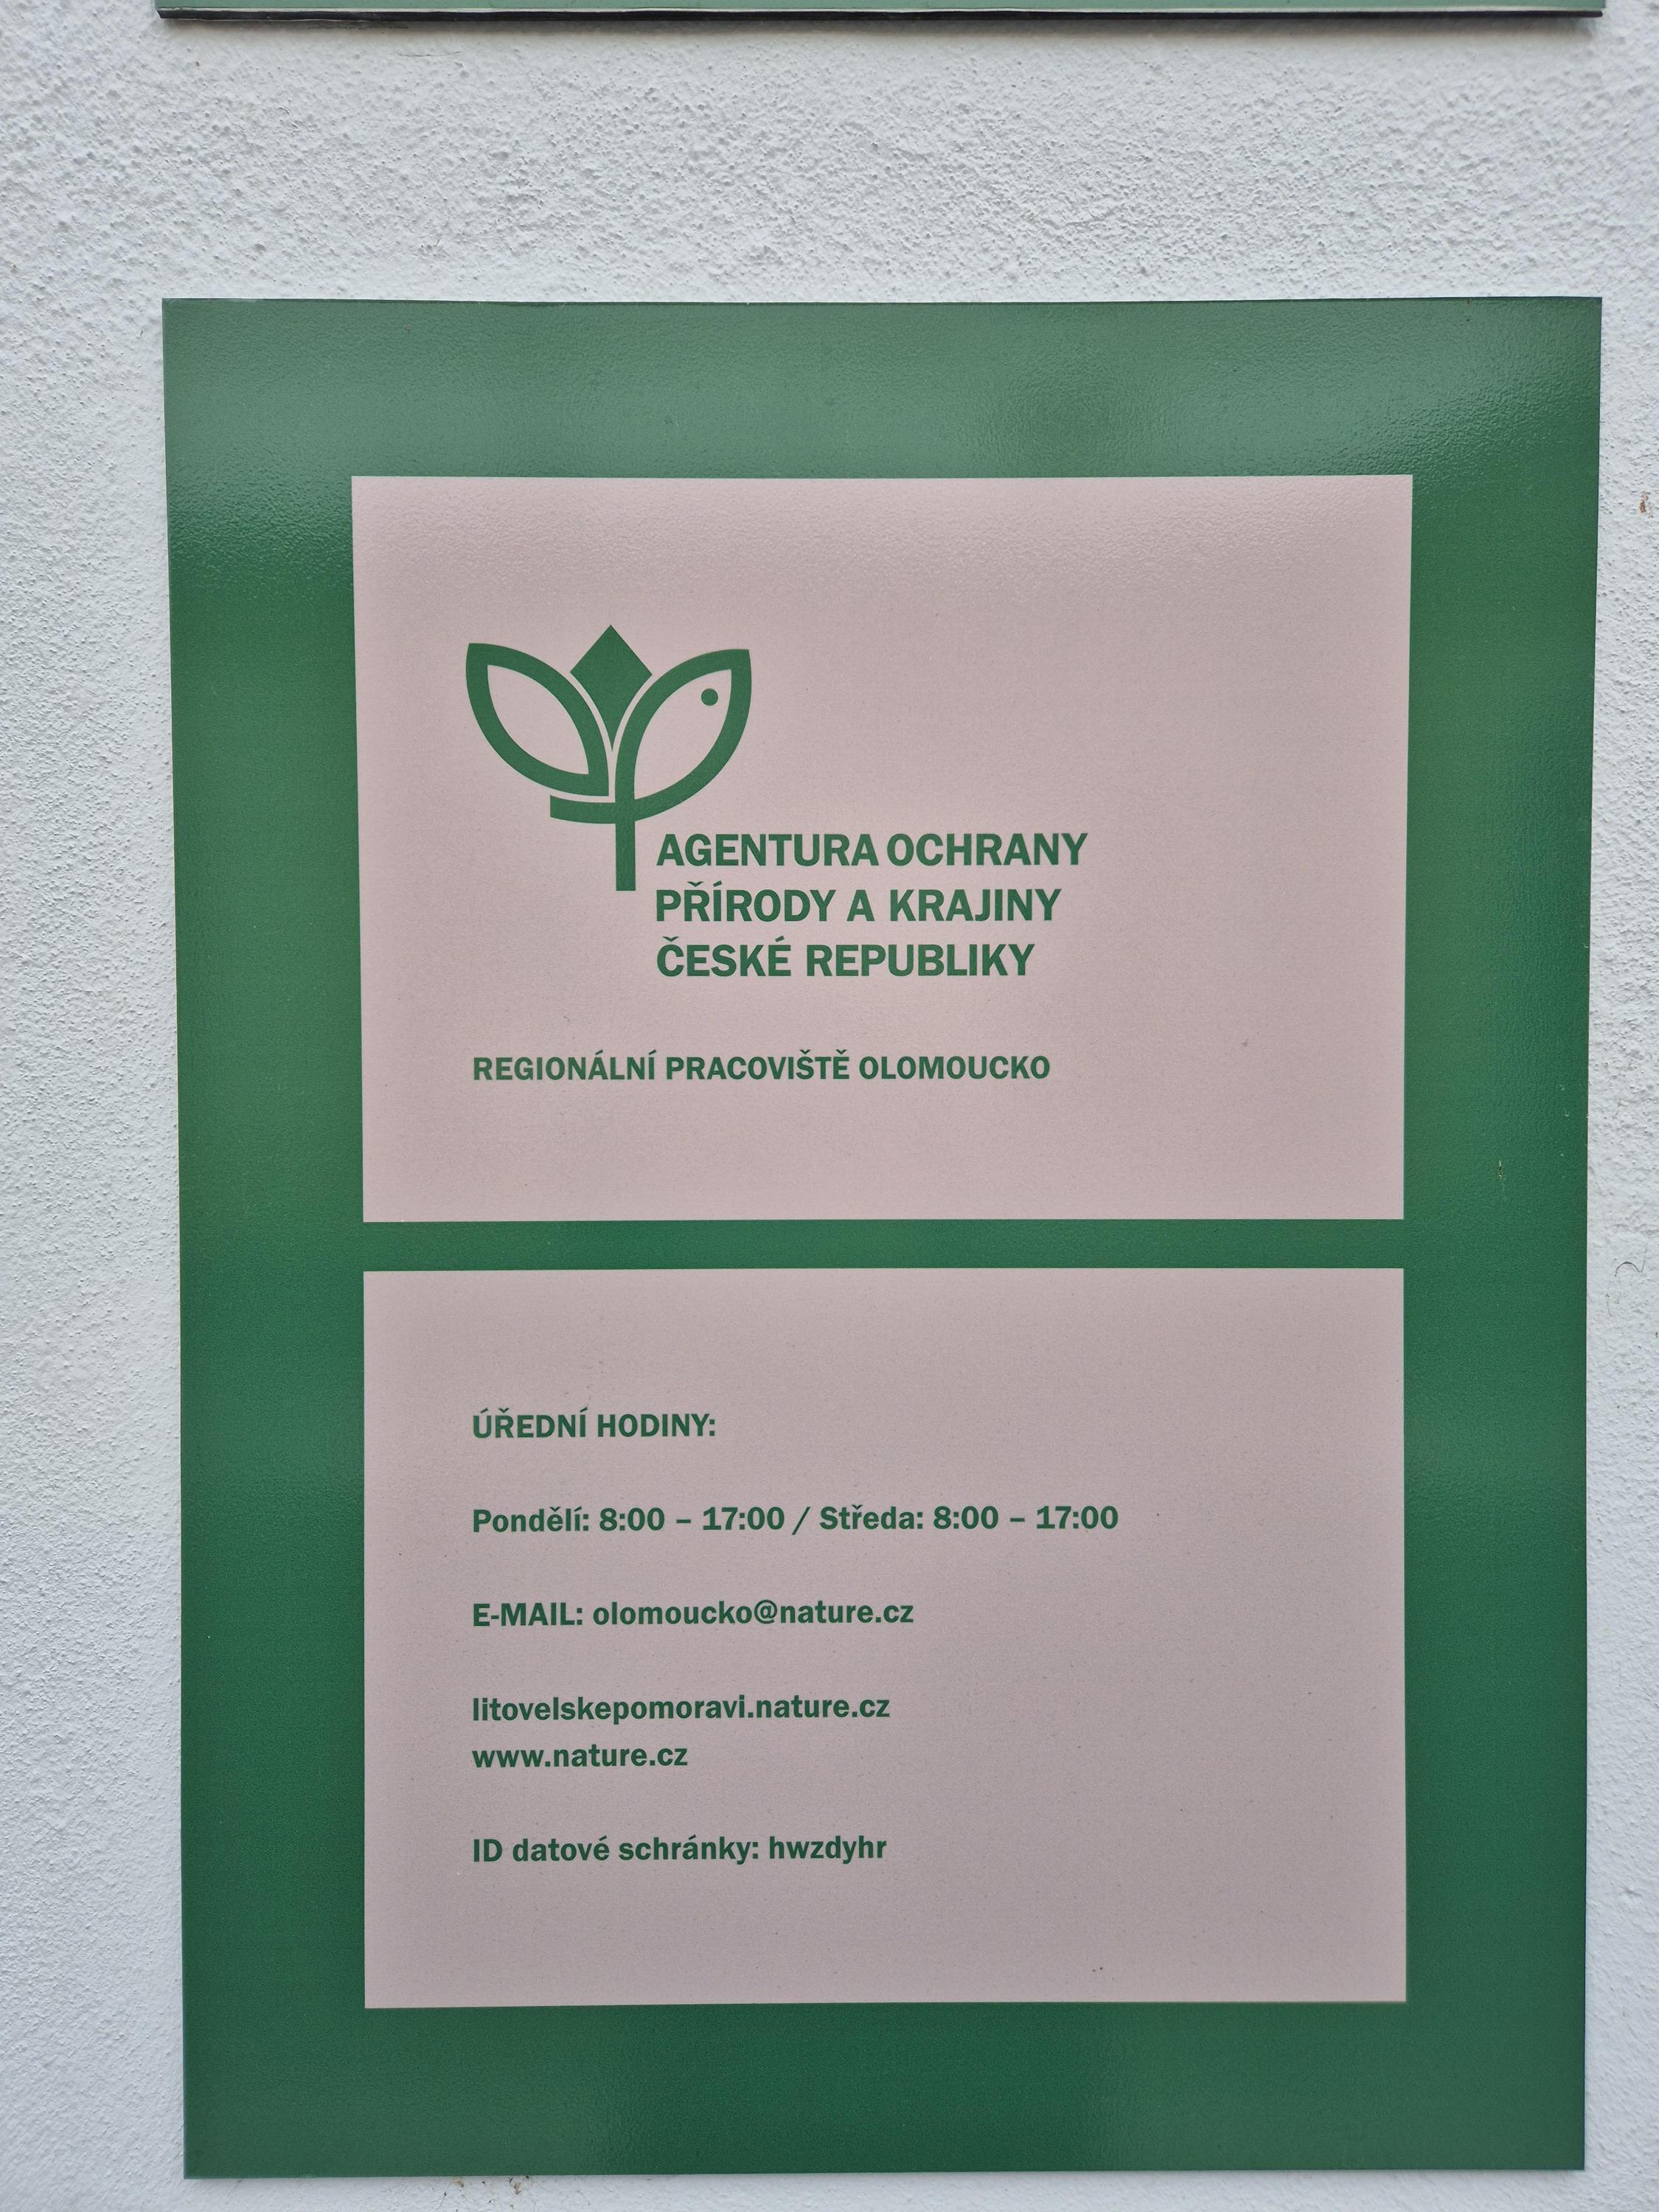 AGENTURA OCHRANY
PŘÍRODY A KRAJINY
ČESKÉ REPUBLIKY
REGIONÁLNÍ PRACOVIŠTĚ OLOMOUCKO
ÚŘEDNÍ HODINY:
Pondělí: 8:00 – 17:00 / Středa: 8:00 – 17:00
E-MAIL: olomoucko@nature.cz
litovelskepomoravi.nature.cz
www.nature.cz
ID datové schránky: hwzdyhr